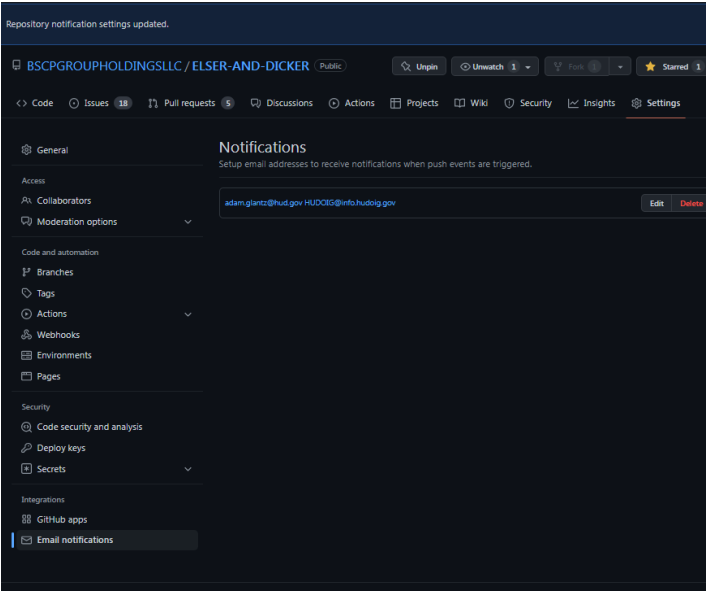 Repository notification settings updated.
BSCPGROUPHOLDINGSLLC / ELSER-AND-DICKER Public
Unpin Unwatch 1 Fork Starred 1
Code Issues 18 Pull requests 5 Discussions Actions Projects Wiki Security Insights Settings
General
Access
Collaborators
Moderation options
Code and automation
Branches
Tags
Actions
Webhooks
Environments
Pages
Security
Code security and analysis
Deploy keys
Secrets
Integrations
GitHub apps
Email notifications
Notifications
Setup email addresses to receive notifications when push events are triggered.
adam.glantz@hud.gov HUDOIG@info.hudoig.gov
Edit Delete